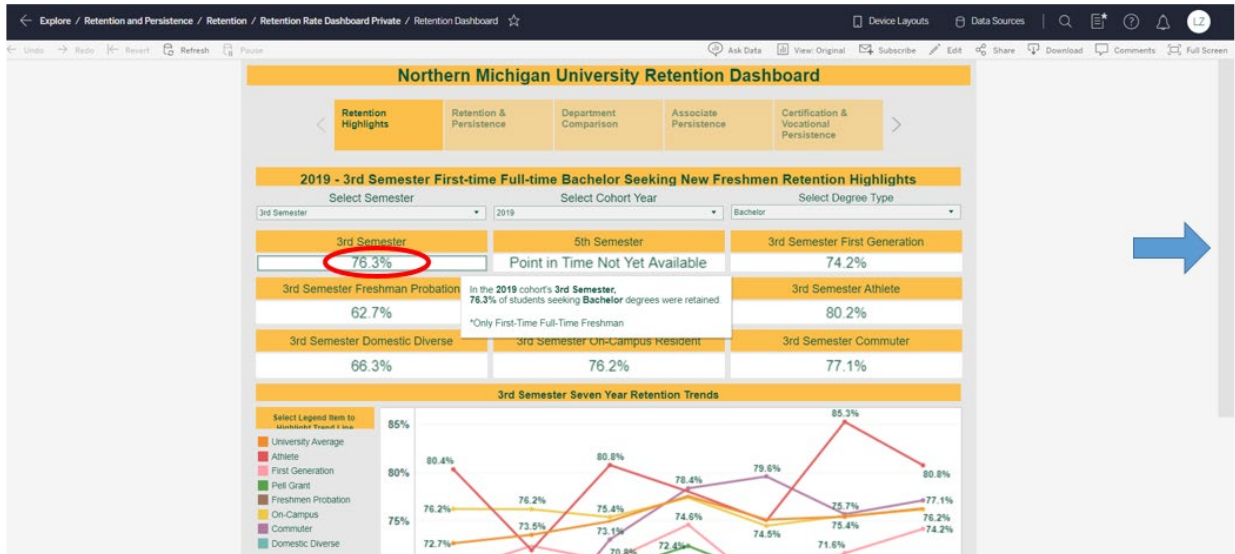 Explore / Retention and Persistence / Retention / Retention Rate Dashboard Private / Retention Dashboard
Device Layouts
Data Sources
LZ
Undo
Redo
Revert
Refresh
Pause
Ask Data
View: Original
Subscribe
Edit
Share
Download
Comments
Full Screen
Northern Michigan University Retention Dashboard
Retention Highlights
Retention & Persistence
Department Comparison
Associate Persistence
Certification & Vocational Persistence
2019 - 3rd Semester First-time Full-time Bachelor Seeking New Freshmen Retention Highlights
Select Semester
Select Cohort Year
Select Degree Type
3rd Semester
2019
Bachelor
3rd Semester
5th Semester
3rd Semester First Generation
76.3%
Point in Time Not Yet Available
74.2%
3rd Semester Freshman Probation
3rd Semester Athlete
In the 2019 cohort's 3rd Semester,
76.3% of students seeking Bachelor degrees were retained.
*Only First-Time Full-Time Freshman
62.7%
80.2%
3rd Semester Domestic Diverse
3rd Semester On-Campus Resident
3rd Semester Commuter
66.3%
76.2%
77.1%
3rd Semester Seven Year Retention Trends
Select Legend Item to
Highlight Trend Line
University Average
Athlete
First Generation
Pell Grant
Freshmen Probation
On-Campus
Commuter
Domestic Diverse
85%
80%
75%
85.3%
80.4%
80.8%
79.6%
80.8%
78.4%
76.2%
76.2%
75.4%
74.6%
75.7%
77.1%
76.2%
73.5%
73.1%
74.5%
75.4%
74.2%
72.7%
70.8%
72.4%
71.6%